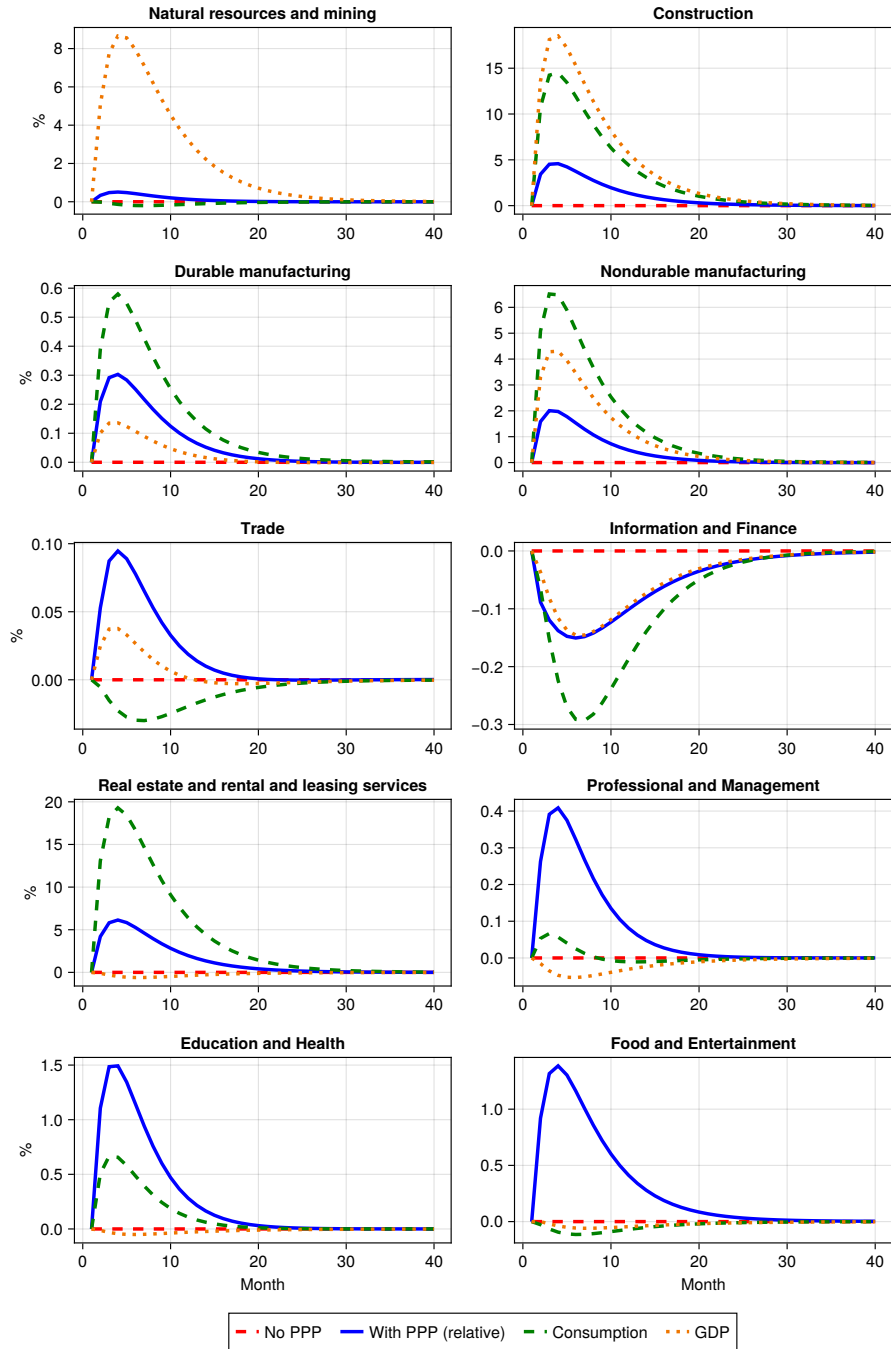 Natural resources and mining
%
8
6
4
2
0
0 10 20 30 40
Construction
15
10
5
0
0 10 20 30 40
Durable manufacturing
%
0.6
0.5
0.4
0.3
0.2
0.1
0.0
0 10 20 30 40
Nondurable manufacturing
6
5
4
3
2
1
0
0 10 20 30 40
Trade
%
0.10
0.05
0.00
0 10 20 30 40
Information and Finance
0.0
−0.1
−0.2
−0.3
0 10 20 30 40
Real estate and rental and leasing services
%
20
15
10
5
0
0 10 20 30 40
Professional and Management
0.4
0.3
0.2
0.1
0.0
0 10 20 30 40
Education and Health
%
1.5
1.0
0.5
0.0
0 10 20 30 40
Month
Food and Entertainment
1.0
0.5
0.0
0 10 20 30 40
Month
No PPP With PPP (relative) Consumption GDP